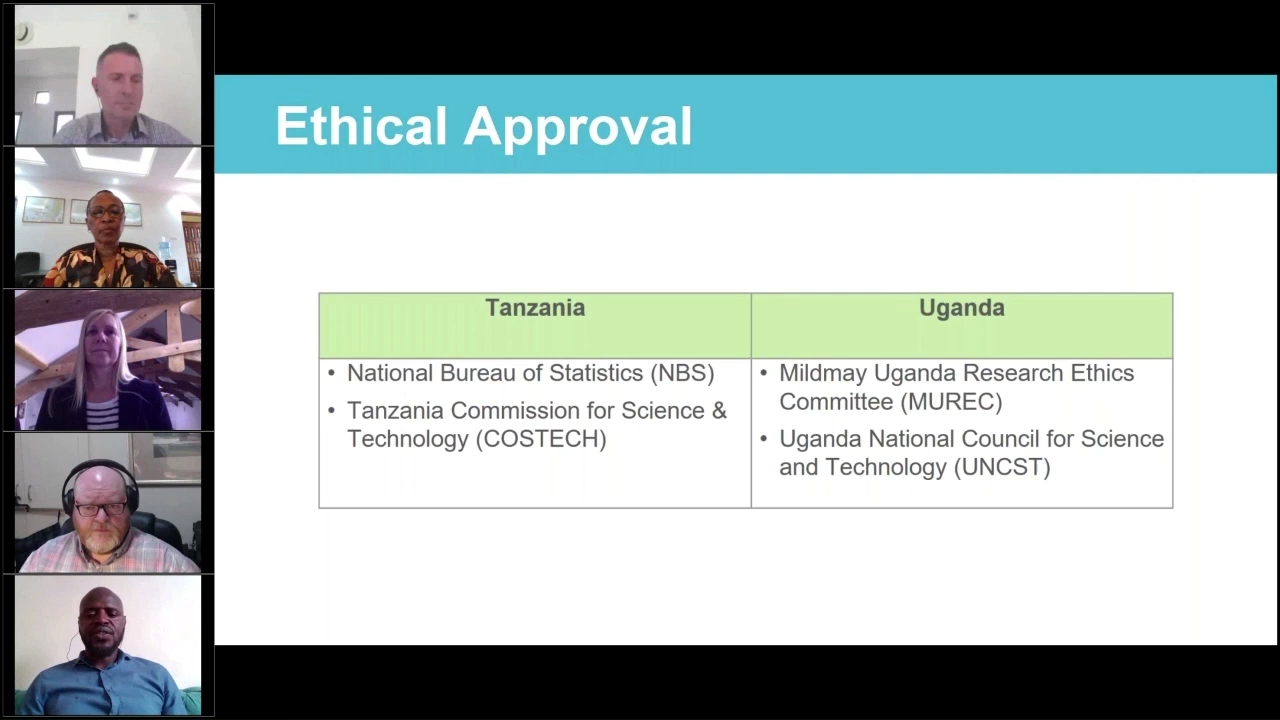 Ethical Approval
Tanzania
Uganda
• National Bureau of Statistics (NBS)
• Tanzania Commission for Science &
Technology (COSTECH)
• Mildmay Uganda Research Ethics
Committee (MUREC)
• Uganda National Council for Science
and Technology (UNCST)